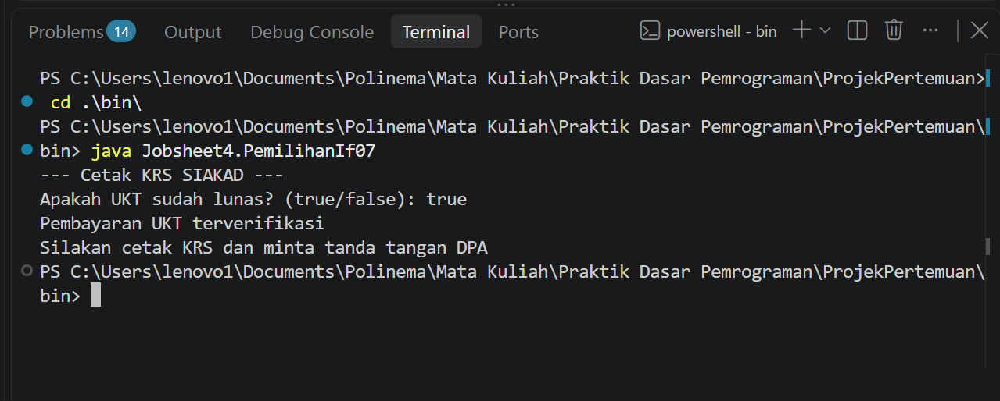 Problems 14 Output Debug Console Terminal Ports powershell - bin
PS C:\Users\lenovo1\Documents\Polinema\Mata Kuliah\Praktik Dasar Pemrograman\ProjekPertemuan>
cd .\bin\
PS C:\Users\lenovo1\Documents\Polinema\Mata Kuliah\Praktik Dasar Pemrograman\ProjekPertemuan\
bin> java Jobsheet4.PemilihanIf07
--- Cetak KRS SIAKAD ---
Apakah UKT sudah lunas? (true/false): true
Pembayaran UKT terverifikasi
Silakan cetak KRS dan minta tanda tangan DPA
PS C:\Users\lenovo1\Documents\Polinema\Mata Kuliah\Praktik Dasar Pemrograman\ProjekPertemuan\
bin>